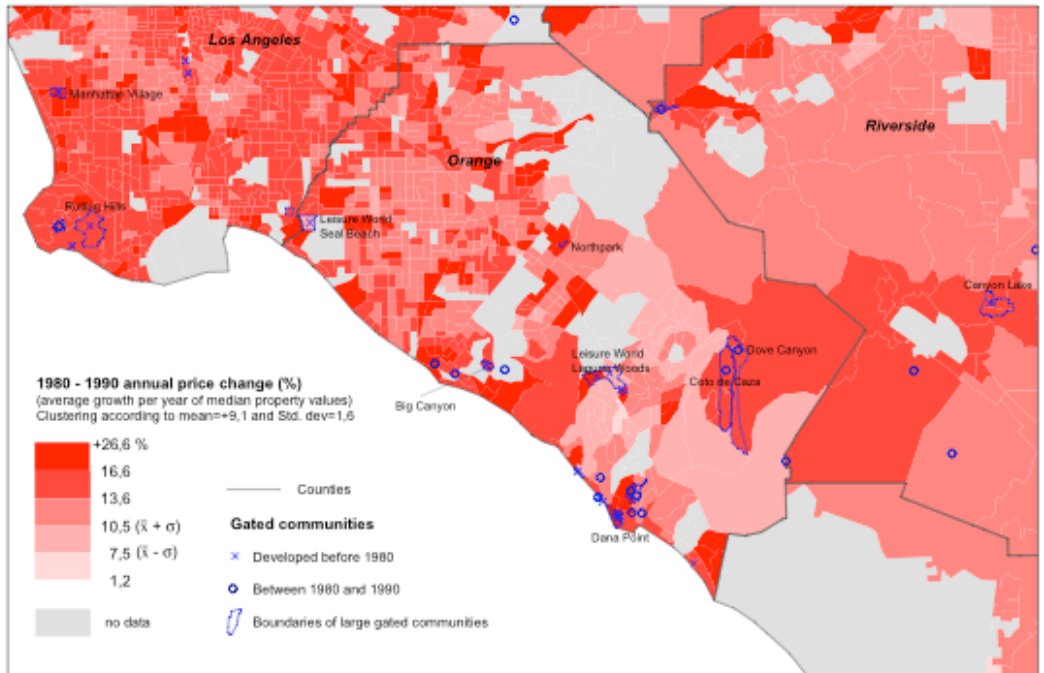 Los Angeles
Manhattan Village
Orange
Riverside
Rolling Hills
Leisure World
Seal Beach
Northpark
Canyon Lake
Leisure World
Laguna Woods
Dove Canyon
Coto de Caza
Big Canyon
Dana Point
1980 - 1990 annual price change (%)
(average growth per year of median property values)
Clustering according to mean=+9,1 and Std. dev=1,6
+26,6 %
16,6
13,6
10,5 (x̄ + σ)
7,5 (x̄ - σ)
1,2
no data
Counties
Gated communities
Developed before 1980
Between 1980 and 1990
Boundaries of large gated communities